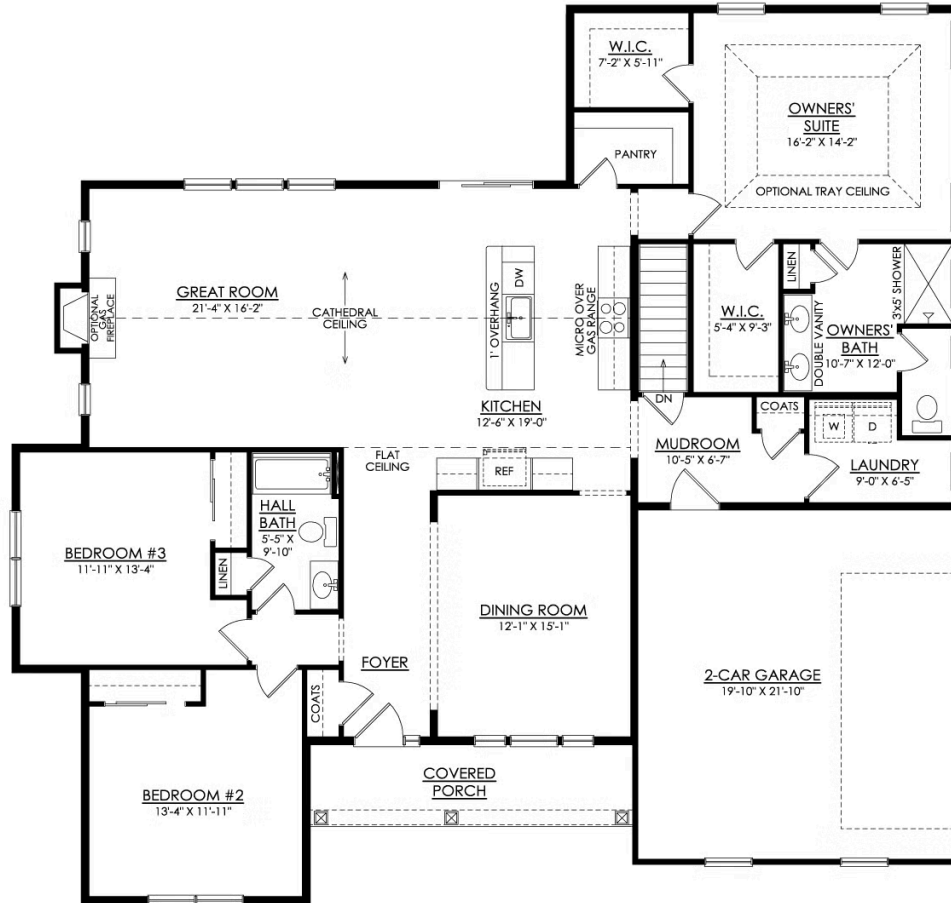 W.I.C.
7'-2" X 5'-11"
OWNERS'
SUITE
16'-2" X 14'-2"
PANTRY
OPTIONAL TRAY CEILING
GREAT ROOM
21'-4" X 16'-2"
OPTIONAL
GAS
FIREPLACE
CATHEDRAL
CEILING
1' OVERHANG
DW
MICRO OVER
GAS RANGE
KITCHEN
12'-6" X 19'-0"
DN
W.I.C.
5'-4" X 9'-3"
LINEN
DOUBLE VANITY
OWNERS'
BATH
10'-7" X 12'-0"
3'X5' SHOWER
COATS
W
D
MUDROOM
10'-5" X 6'-7"
LAUNDRY
9'-0" X 6'-5"
FLAT
CEILING
REF
HALL
BATH
5'-5" X
9'-10"
BEDROOM #3
11'-11" X 13'-4"
LINEN
DINING ROOM
12'-1" X 15'-1"
FOYER
COATS
2-CAR GARAGE
19'-10" X 21'-10"
COVERED
PORCH
BEDROOM #2
13'-4" X 11'-11"